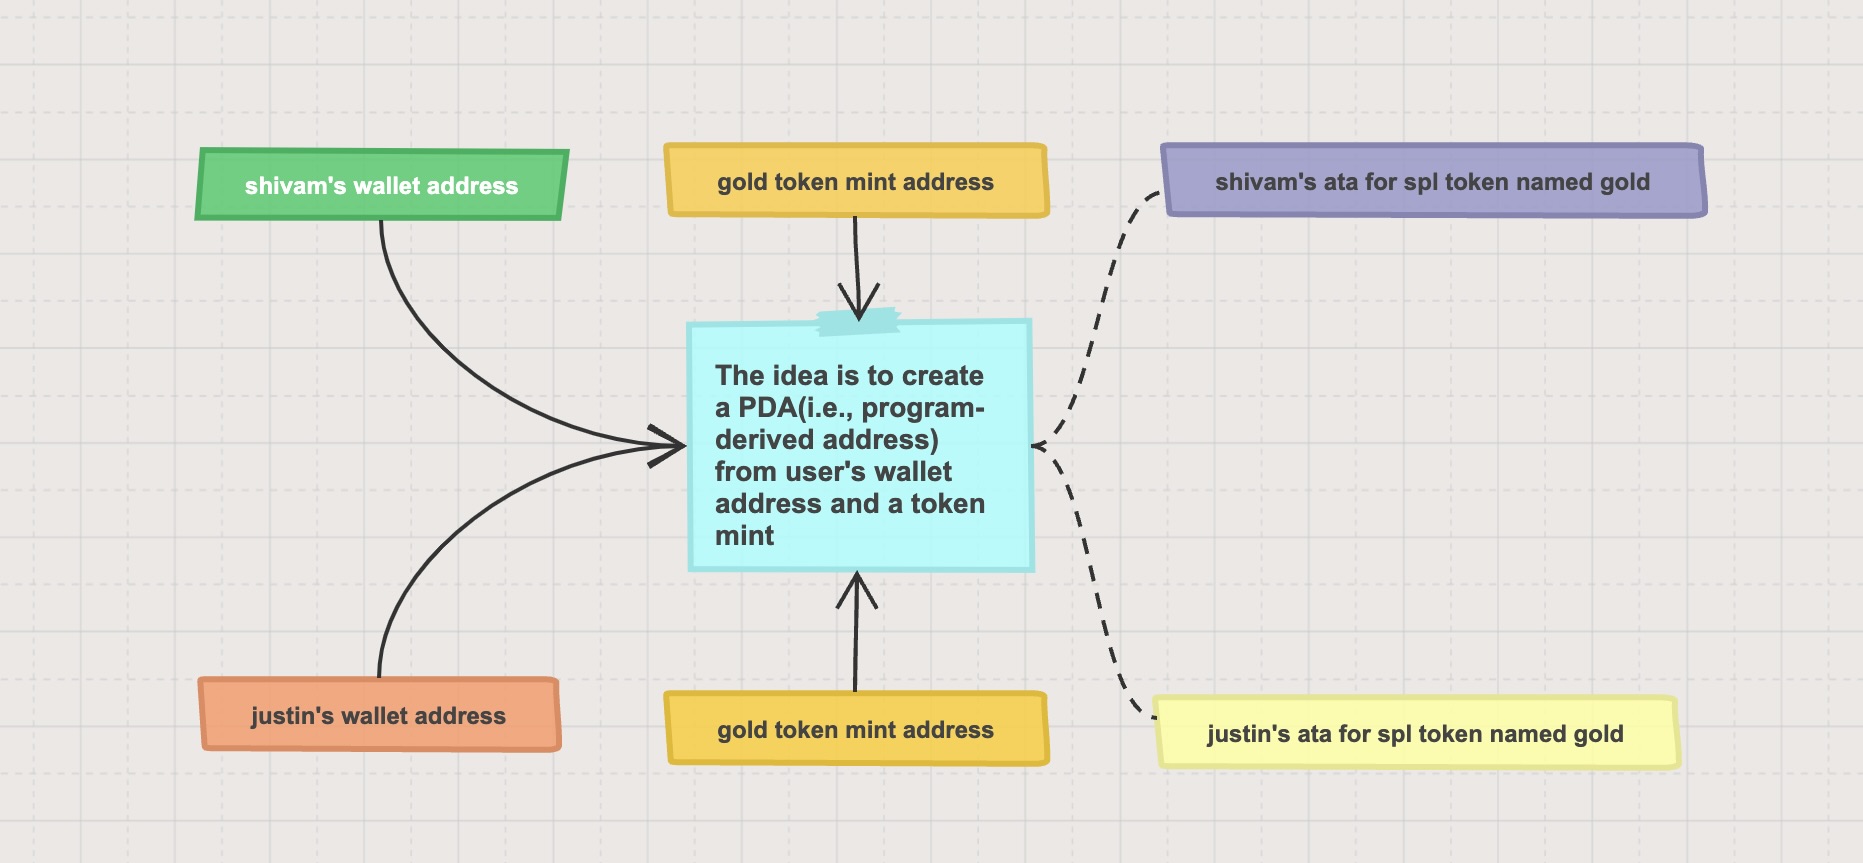 shivam's wallet address
gold token mint address
shivam's ata for spl token named gold
The idea is to create
a PDA(i.e., program-
derived address)
from user's wallet
address and a token
mint
justin's wallet address
gold token mint address
justin's ata for spl token named gold